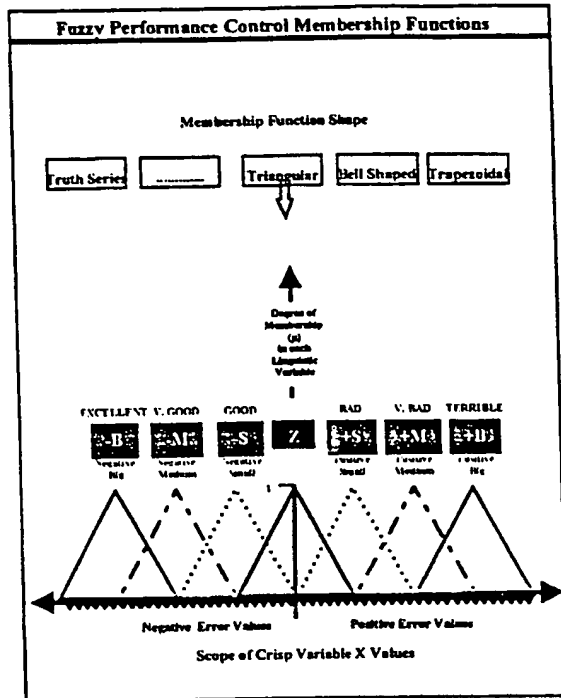 Fuzzy Performance Control Membership Functions
Membership Function Shape
Truth Series Triangular Bell Shaped Trapezoidal
Degree of
Membership
(μ)
in each
Linguistic
Variable
EXCELLENT V. GOOD GOOD BAD V. BAD TERRIBLE
-B -M -S Z +S +M +B
Negative Big
Negative Medium
Negative Small
Positive Small
Positive Medium
Positive Big
1
Negative Error Values Positive Error Values
Scope of Crisp Variable X Values